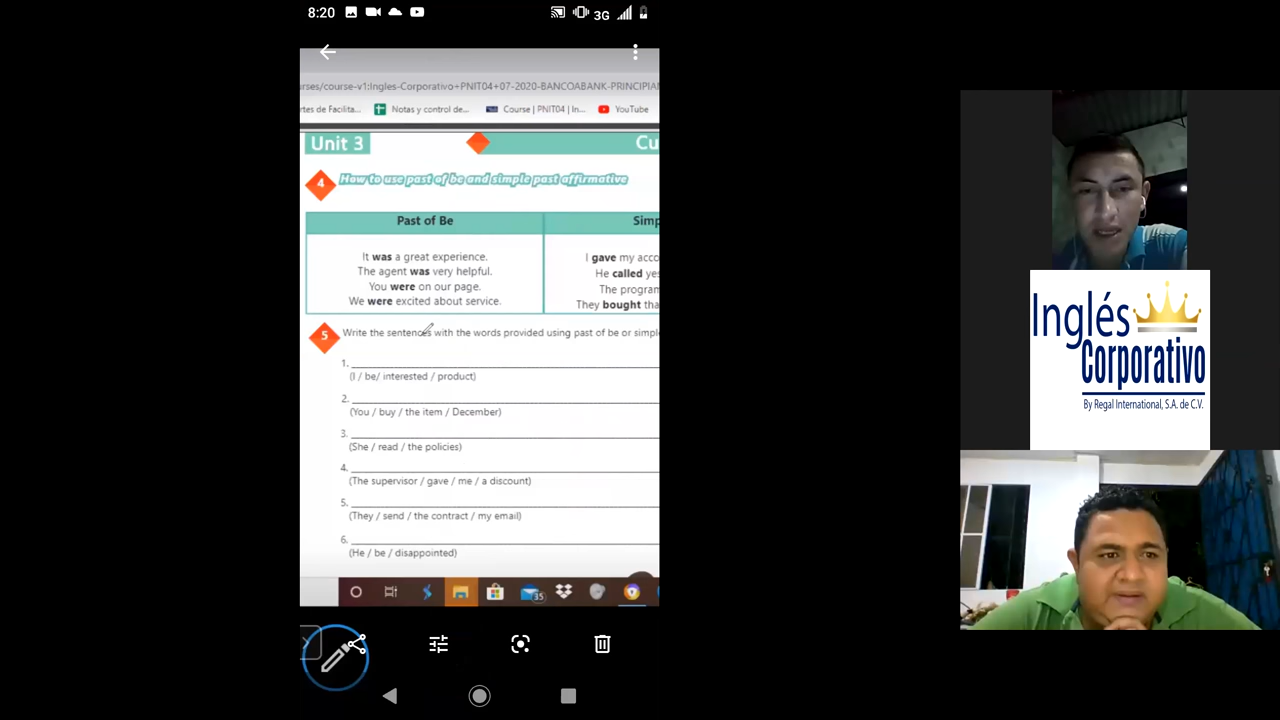 8:20
3G
rses/course-v1:Ingles-Corporativo+PNIT04+07-2020-BANCOABANK-PRINCIPIAN
rtes de Facilita... Notas y control de... Course | PNIT04 | In... YouTube
Unit 3 Cu
4 How to use past of be and simple past affirmative
Past of Be Simp
It was a great experience. I gave my acco
The agent was very helpful. He called yes
You were on our page. The program
We were excited about service. They bought tha
5 Write the sentences with the words provided using past of be or simple
1.
(I / be/ interested / product)
2.
(You / buy / the item / December)
3.
(She / read / the policies)
4.
(The supervisor / gave / me / a discount)
5.
(They / send / the contract / my email)
6.
(He / be / disappointed)
35
Inglés
Corporativo
By Regal International, S.A. de C.V.